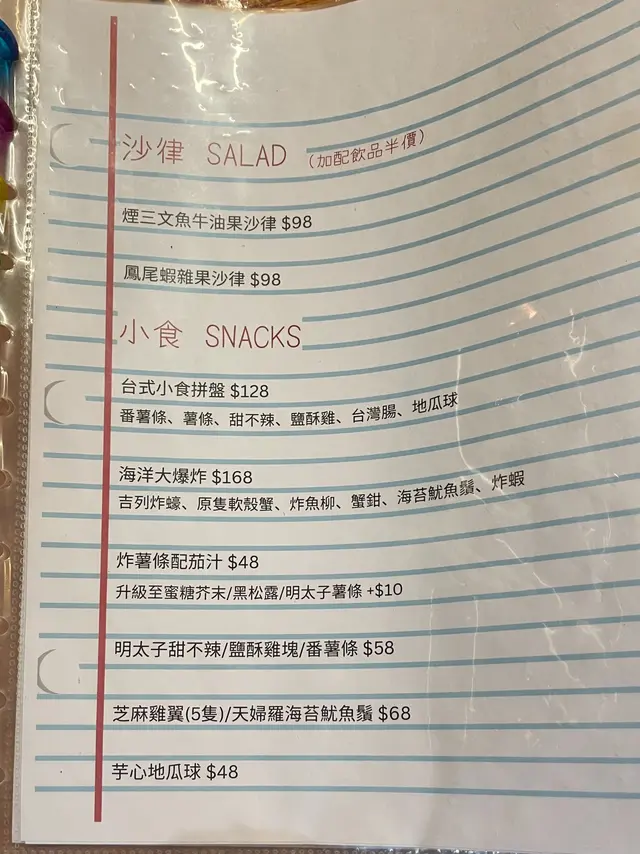 沙律 SALAD (加配飲品半價)
煙三文魚牛油果沙律 $98
鳳尾蝦雜果沙律 $98
小食 SNACKS
台式小食拼盤 $128
番薯條、薯條、甜不辣、鹽酥雞、台灣腸、地瓜球
海洋大爆炸 $168
吉列炸蠔、原隻軟殼蟹、炸魚柳、蟹鉗、海苔魷魚鬚、炸蝦
炸薯條配茄汁 $48
升級至蜜糖芥末/黑松露/明太子薯條 +$10
明太子甜不辣/鹽酥雞塊/番薯條 $58
芝麻雞翼(5隻)/天婦羅海苔魷魚鬚 $68
芋心地瓜球 $48